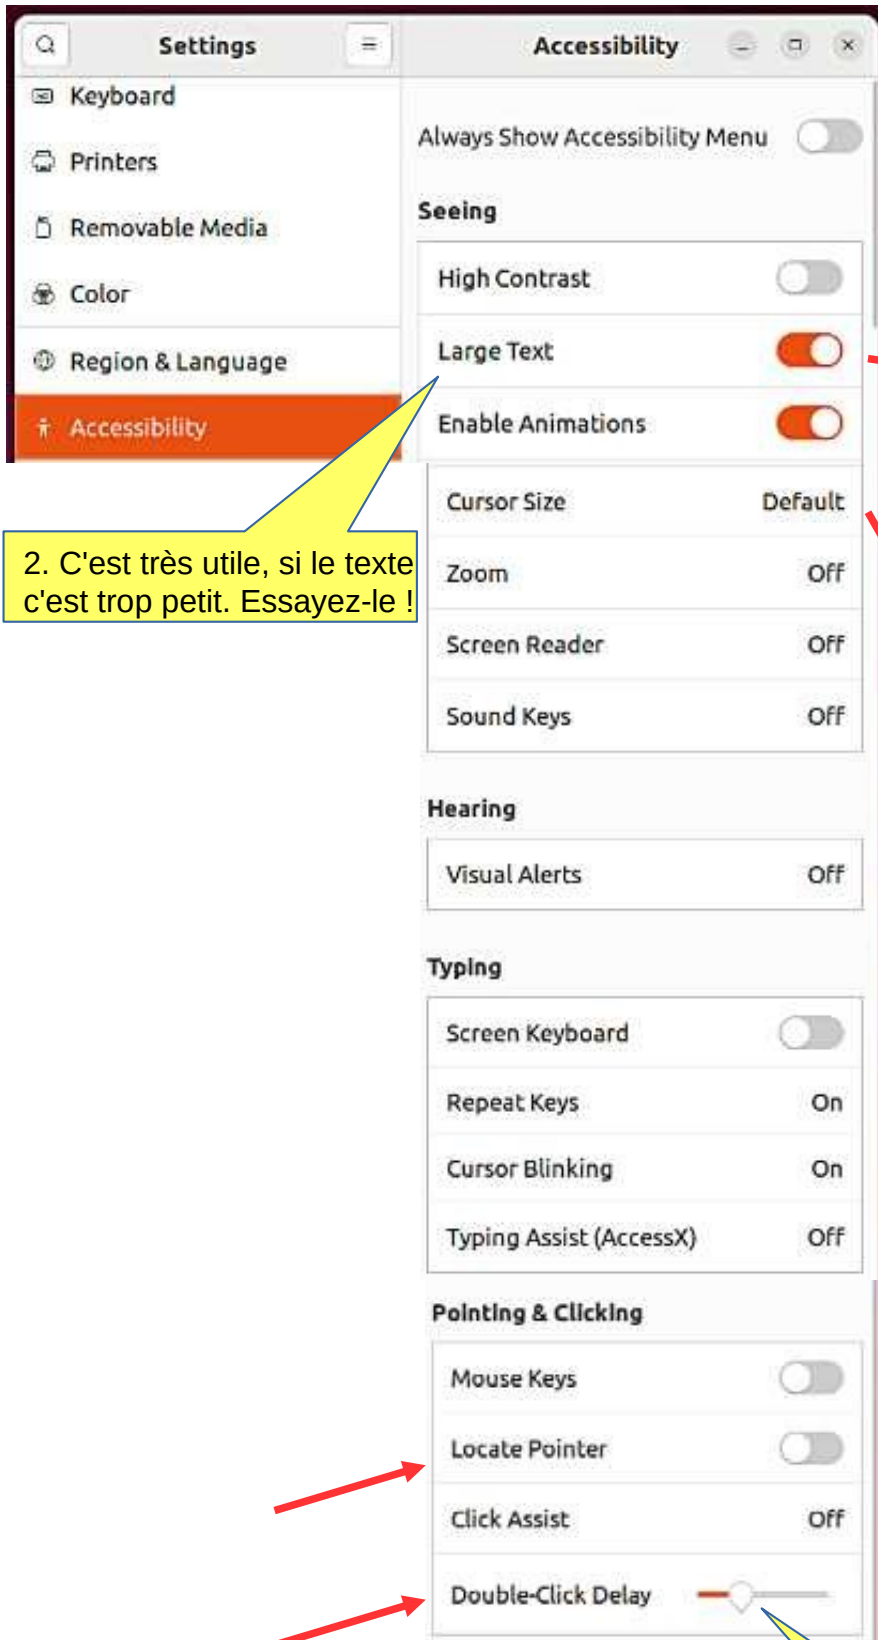 Settings
Accessibility
Keyboard
Printers
Removable Media
Color
Region & Language
Accessibility
Always Show Accessibility Menu
Seeing
High Contrast
Large Text
Enable Animations
Cursor Size Default
Zoom Off
Screen Reader Off
Sound Keys Off
2. C'est très utile, si le texte
c'est trop petit. Essayez-le !
Hearing
Visual Alerts Off
Typing
Screen Keyboard
Repeat Keys On
Cursor Blinking On
Typing Assist (AccessX) Off
Pointing & Clicking
Mouse Keys
Locate Pointer
Click Assist Off
Double-Click Delay